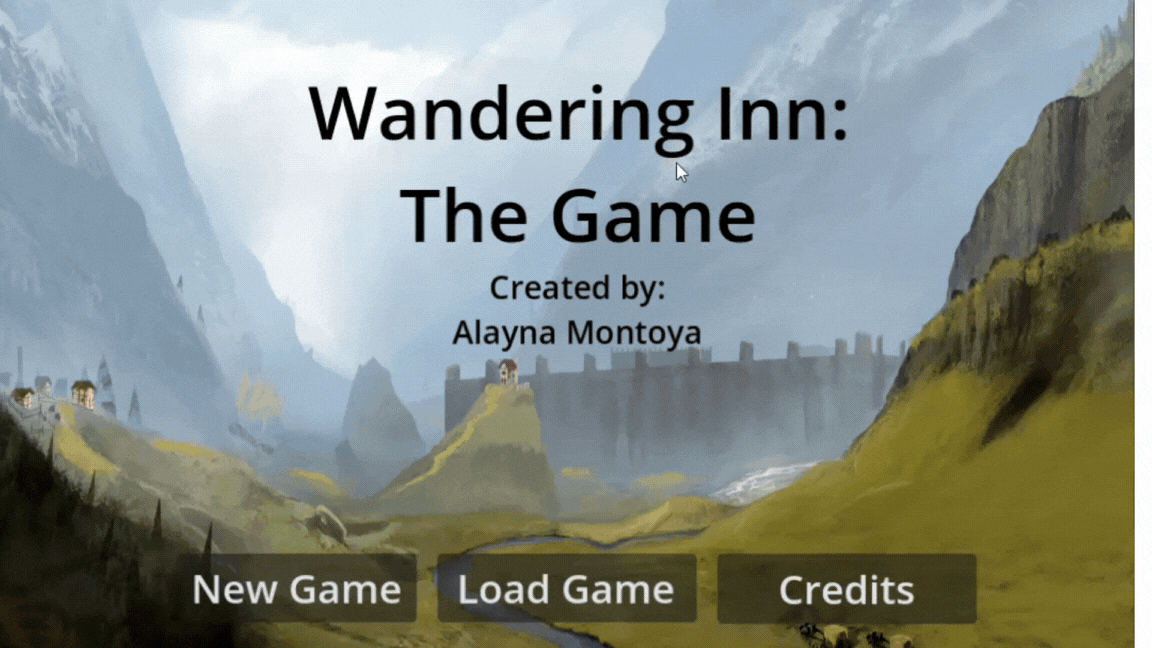 Wandering Inn:
The Game
Created by:
Alayna Montoya
New Game
Load Game
Credits